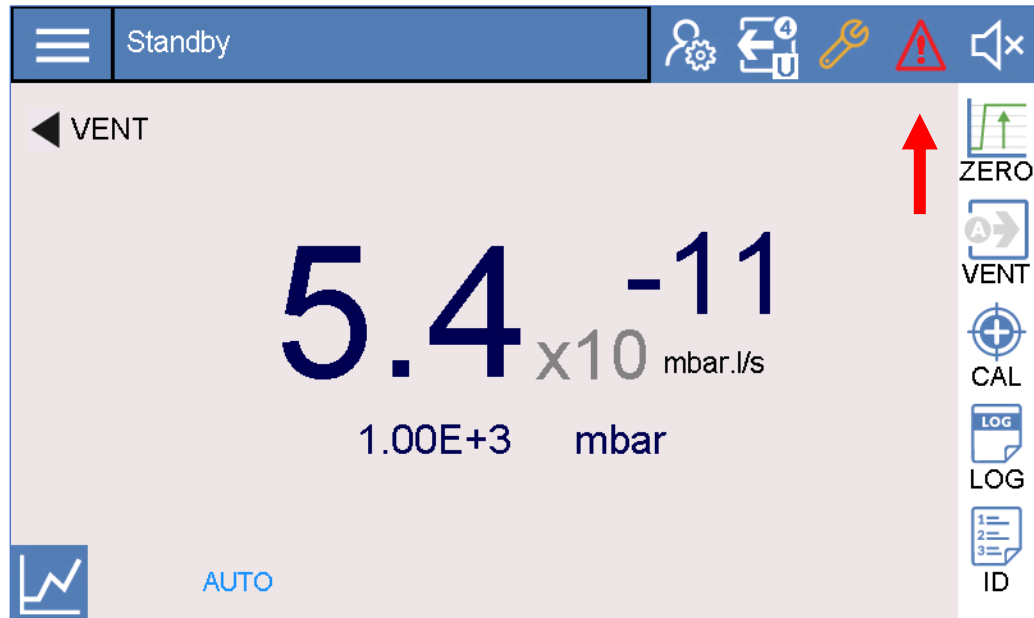 Standby
4
U
VENT
ZERO
5.4 x10 -11 mbar.l/s
A
VENT
1.00E+3 mbar
CAL
LOG
LOG
1
2
3
ID
AUTO